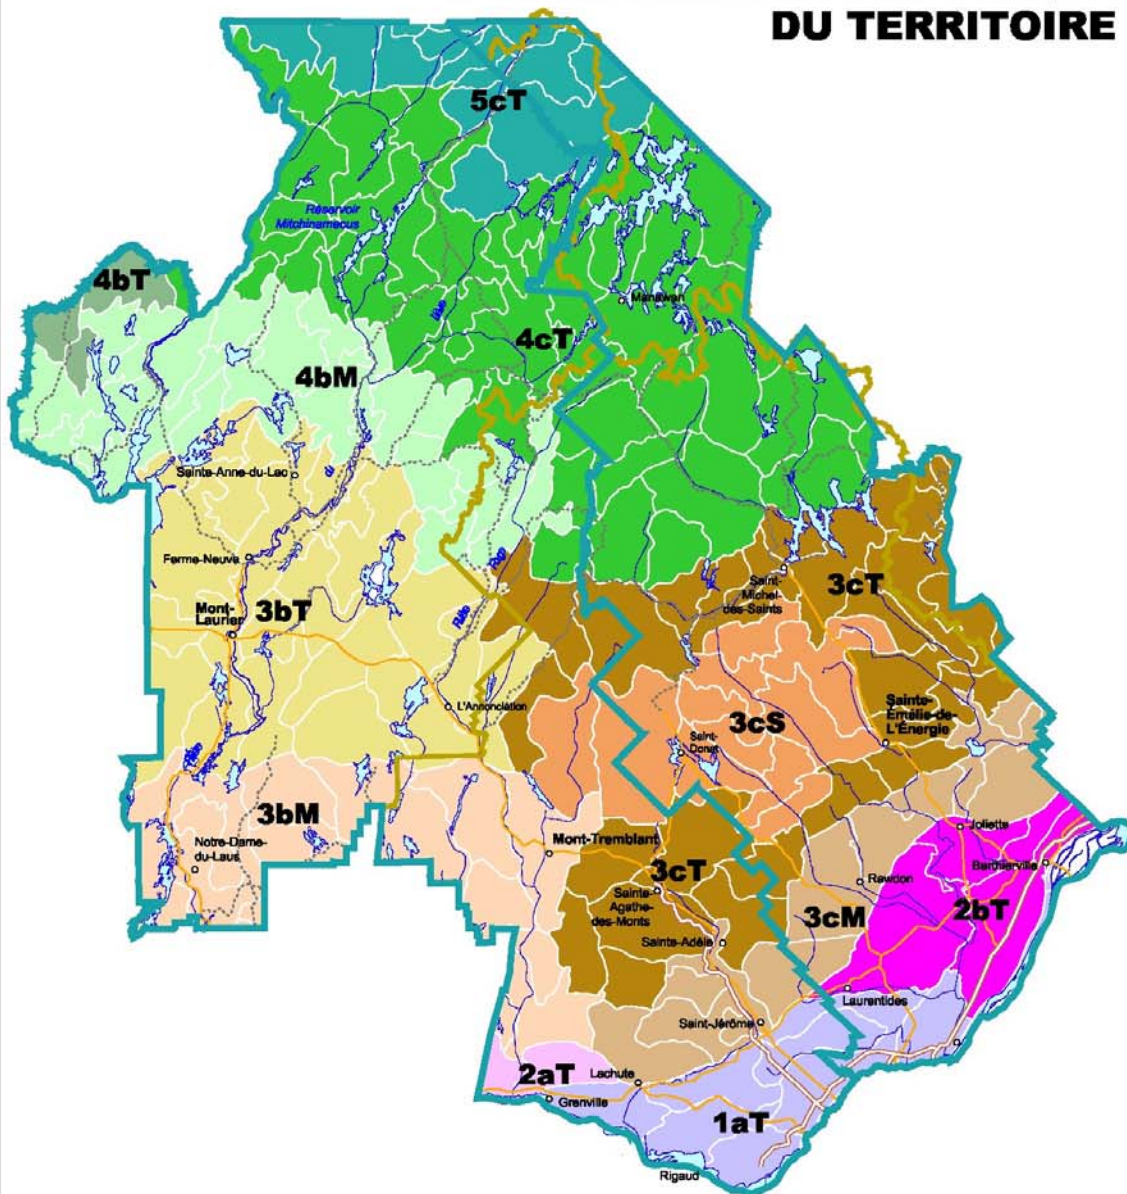 DU TERRITOIRE
5cT
Réservoir
Mitchinamecus
4bT
Manawan
4cT
4bM
Sainte-Anne-du-Lac
Ferme-Neuve
Saint-
Michel-
des-Saints
3cT
Mont-
Laurier
3bT
L'Annonciation
Sainte-
Émélie-de-
L'Énergie
3cS
Saint-
Donat
3bM
Notre-Dame-
du-Laus
Mont-Tremblant
Joliette
Berthierville
3cT
Rawdon
Sainte-
Agathe-
des-Monts
3cM
2bT
Sainte-Adèle
Laurentides
Saint-Jérôme
2aT
Lachute
Grenville
1aT
Rigaud